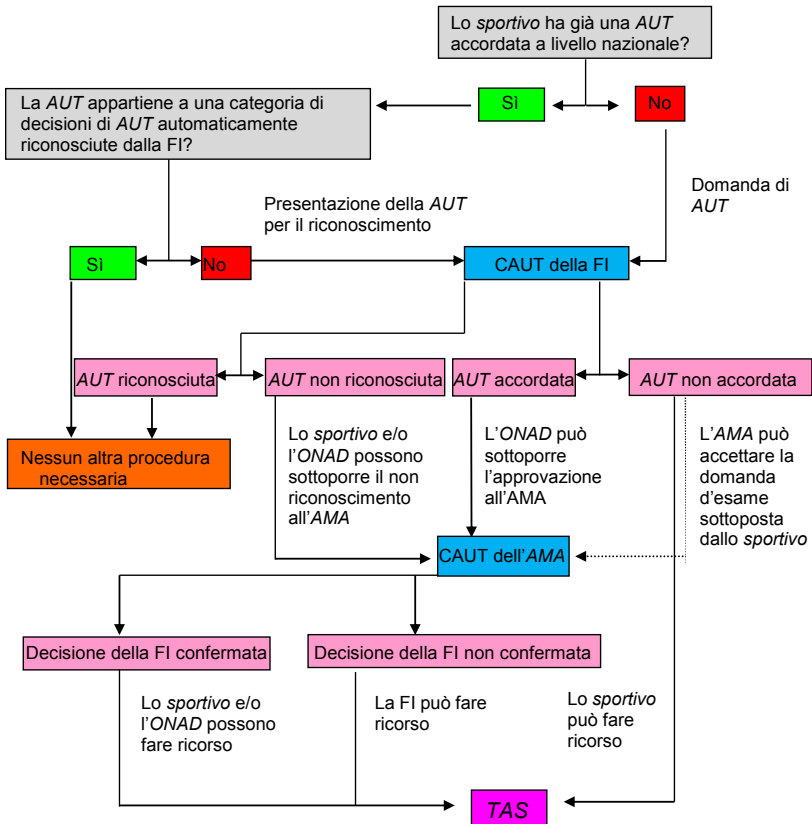 Lo sportivo ha già una AUT
accordata a livello nazionale?
La AUT appartiene a una categoria di
decisioni di AUT automaticamente
riconosciute dalla FI?
Sì
No
Presentazione della AUT
per il riconoscimento
Domanda di
AUT
Sì
No
CAUT della FI
AUT riconosciuta
AUT non riconosciuta
AUT accordata
AUT non accordata
Nessun altra procedura
necessaria
Lo sportivo e/o
l'ONAD possono
sottoporre il non
riconoscimento
all'AMA
L'ONAD può
sottoporre
l'approvazione
all'AMA
L'AMA può
accettare la
domanda
d'esame
sottoposta
dallo sportivo
CAUT dell'AMA
Decisione della FI confermata
Decisione della FI non confermata
Lo sportivo e/o
l'ONAD possono
fare ricorso
La FI può fare
ricorso
Lo sportivo
può fare
ricorso
TAS